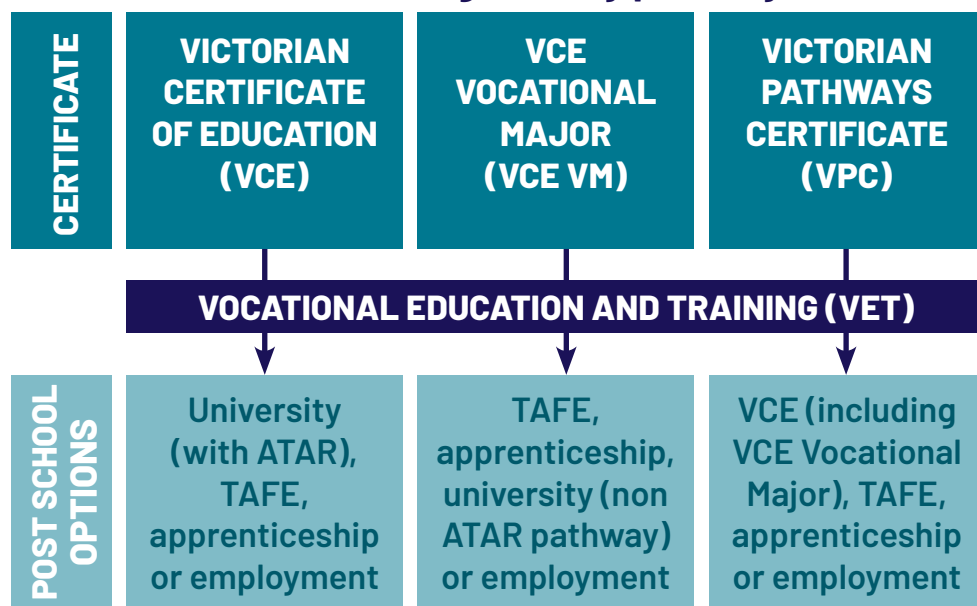 CERTIFICATE
VICTORIAN
CERTIFICATE
OF EDUCATION
(VCE)
VCE
VOCATIONAL
MAJOR
(VCE VM)
VICTORIAN
PATHWAYS
CERTIFICATE
(VPC)
VOCATIONAL EDUCATION AND TRAINING (VET)
POST SCHOOL
OPTIONS
University
(with ATAR),
TAFE,
apprenticeship
or employment
TAFE,
apprenticeship,
university (non
ATAR pathway)
or employment
VCE (including
VCE Vocational
Major), TAFE,
apprenticeship
or employment